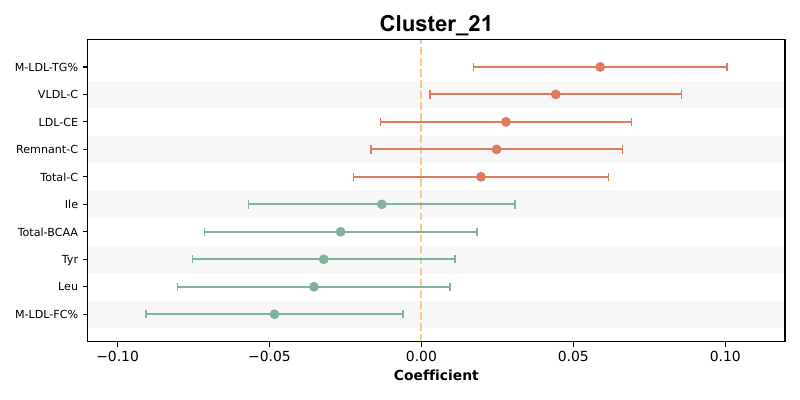 Cluster_21
M-LDL-TG%
VLDL-C
LDL-CE
Remnant-C
Total-C
Ile
Total-BCAA
Tyr
Leu
M-LDL-FC%
−0.10 −0.05 0.00 0.05 0.10
Coefficient